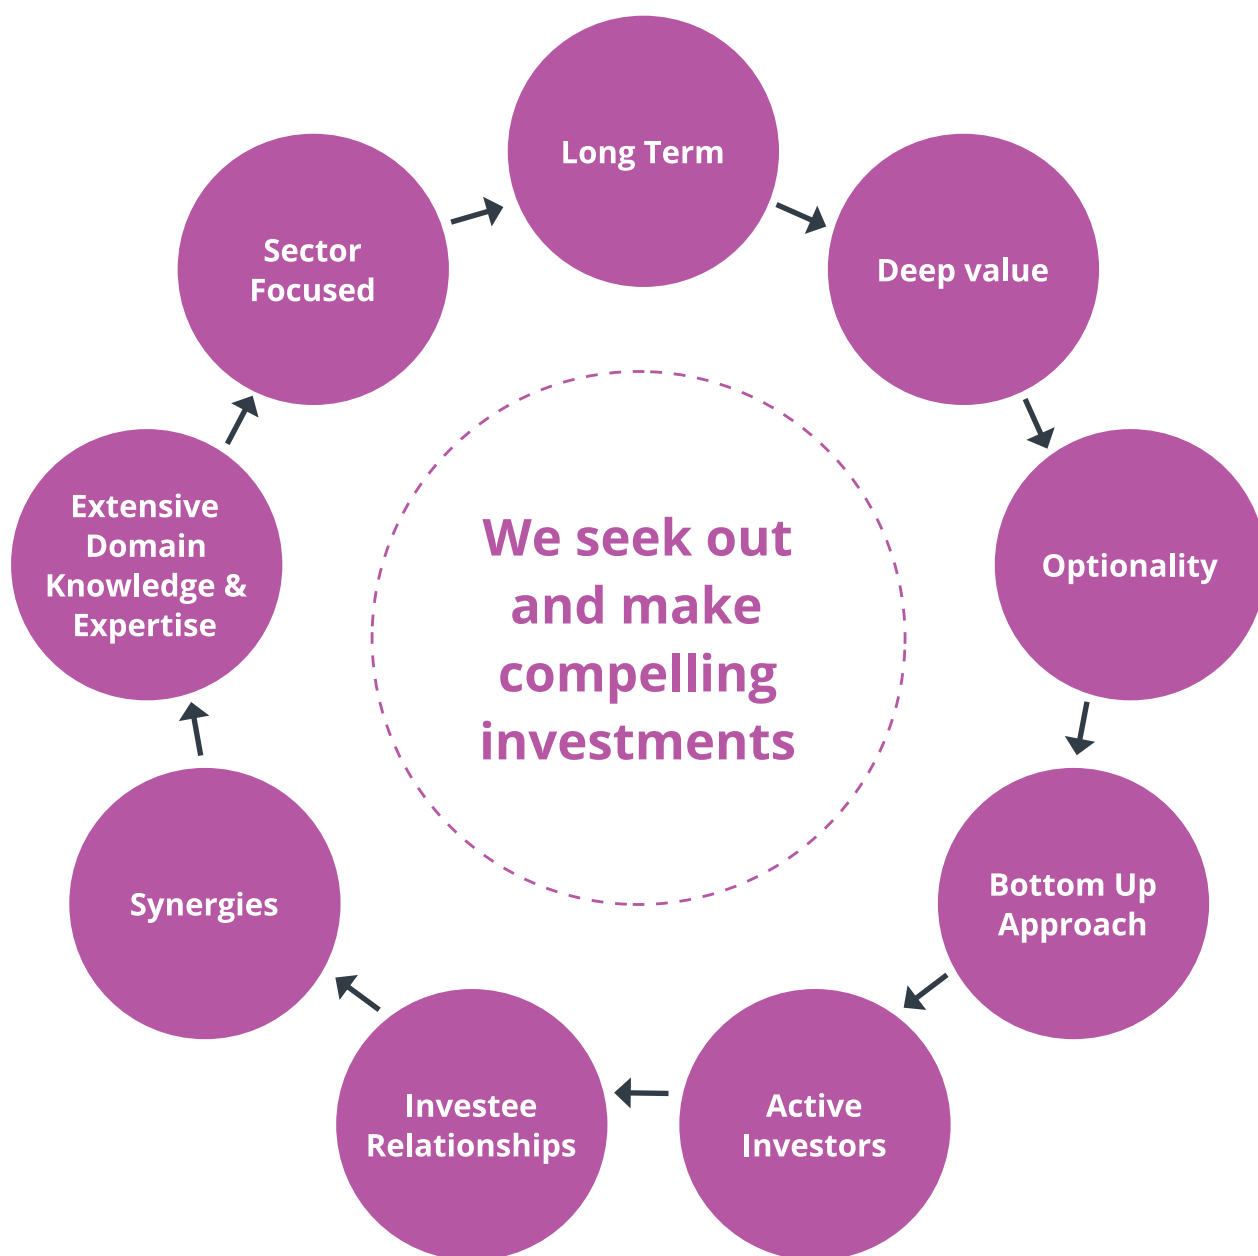 Long Term
Deep value
Optionality
Bottom Up
Approach
Active
Investors
Investee
Relationships
Synergies
Extensive
Domain
Knowledge &
Expertise
Sector
Focused
We seek out
and make
compelling
investments